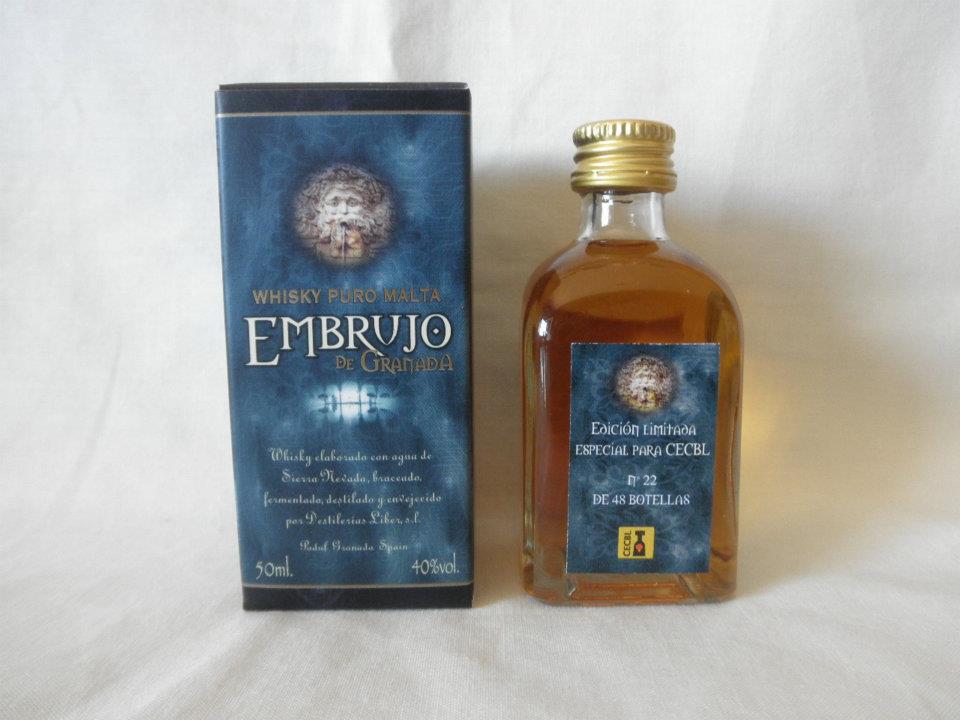 WHISKY PURO MALTA
EMBRUJO
DE GRANADA
Whisky elaborado con agua de
Sierra Nevada, braceado,
fermentado, destilado y envejecido
por Destilerías Liber, s.l.
Padul Granada Spain
50ml. 40%vol.
EDICIÓN LIMITADA
ESPECIAL PARA CECBL
Nº 22
DE 48 BOTELLAS
CECBL